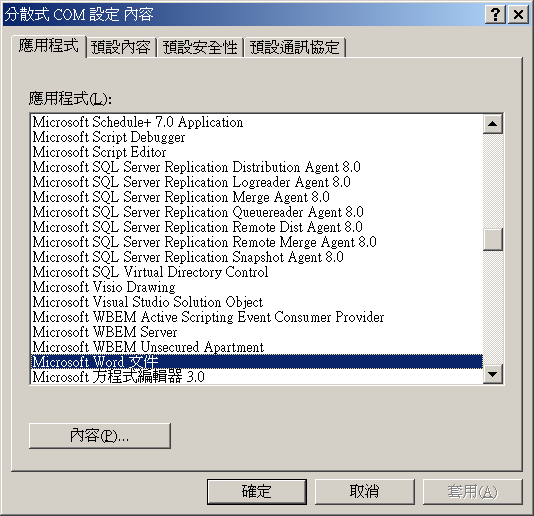 分散式 COM 設定 內容
應用程式 預設內容 預設安全性 預設通訊協定
應用程式(L):
Microsoft Schedule+ 7.0 Application
Microsoft Script Debugger
Microsoft Script Editor
Microsoft SQL Server Replication Distribution Agent 8.0
Microsoft SQL Server Replication Logreader Agent 8.0
Microsoft SQL Server Replication Merge Agent 8.0
Microsoft SQL Server Replication Queuereader Agent 8.0
Microsoft SQL Server Replication Remote Dist Agent 8.0
Microsoft SQL Server Replication Remote Merge Agent 8.0
Microsoft SQL Server Replication Snapshot Agent 8.0
Microsoft SQL Virtual Directory Control
Microsoft Visio Drawing
Microsoft Visual Studio Solution Object
Microsoft WBEM Active Scripting Event Consumer Provider
Microsoft WBEM Server
Microsoft WBEM Unsecured Apartment
Microsoft Word 文件
Microsoft 方程式編輯器 3.0
內容(P)...
確定 取消 套用(A)